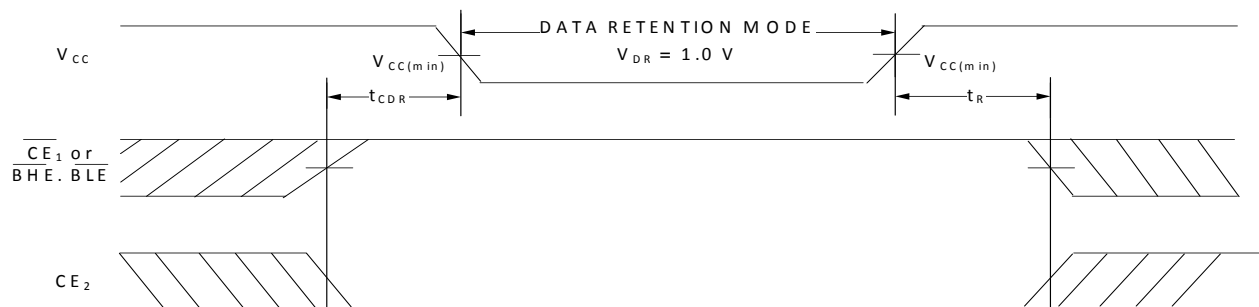 DATA RETENTION MODE
VCC
VCC(min)
VDR = 1.0 V
VCC(min)
tCDR
tR
CE1 or
BHE. BLE
CE2